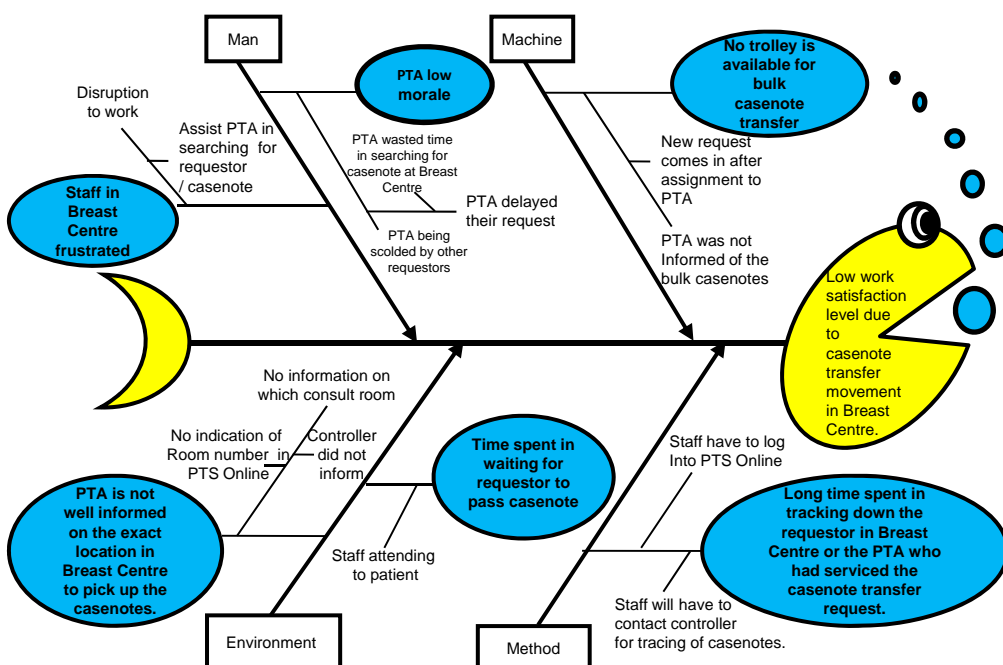 Man
Machine
PTA low
morale
No trolley is
available for
bulk
casenote
transfer
Disruption
to work
Assist PTA in
searching for
requestor
/ casenote
PTA wasted time
in searching for
casenote at Breast
Centre
PTA delayed
their request
PTA being
scolded by other
requestors
New request
comes in after
assignment to
PTA
PTA was not
Informed of the
bulk casenotes
Staff in
Breast
Centre
frustrated
Low work
satisfaction
level due
to
casenote
transfer
movement
in Breast
Centre.
No information on
which consult room
No indication of
Room number in
PTS Online
Controller
did not
inform
PTA is not
well informed
on the exact
location in
Breast Centre
to pick up the
casenotes.
Time spent in
waiting for
requestor to
pass casenote
Staff attending
to patient
Staff have to log
Into PTS Online
Long time spent in
tracking down the
requestor in Breast
Centre or the PTA who
had serviced the
casenote transfer
request.
Staff will have to
contact controller
for tracing of casenotes.
Environment
Method